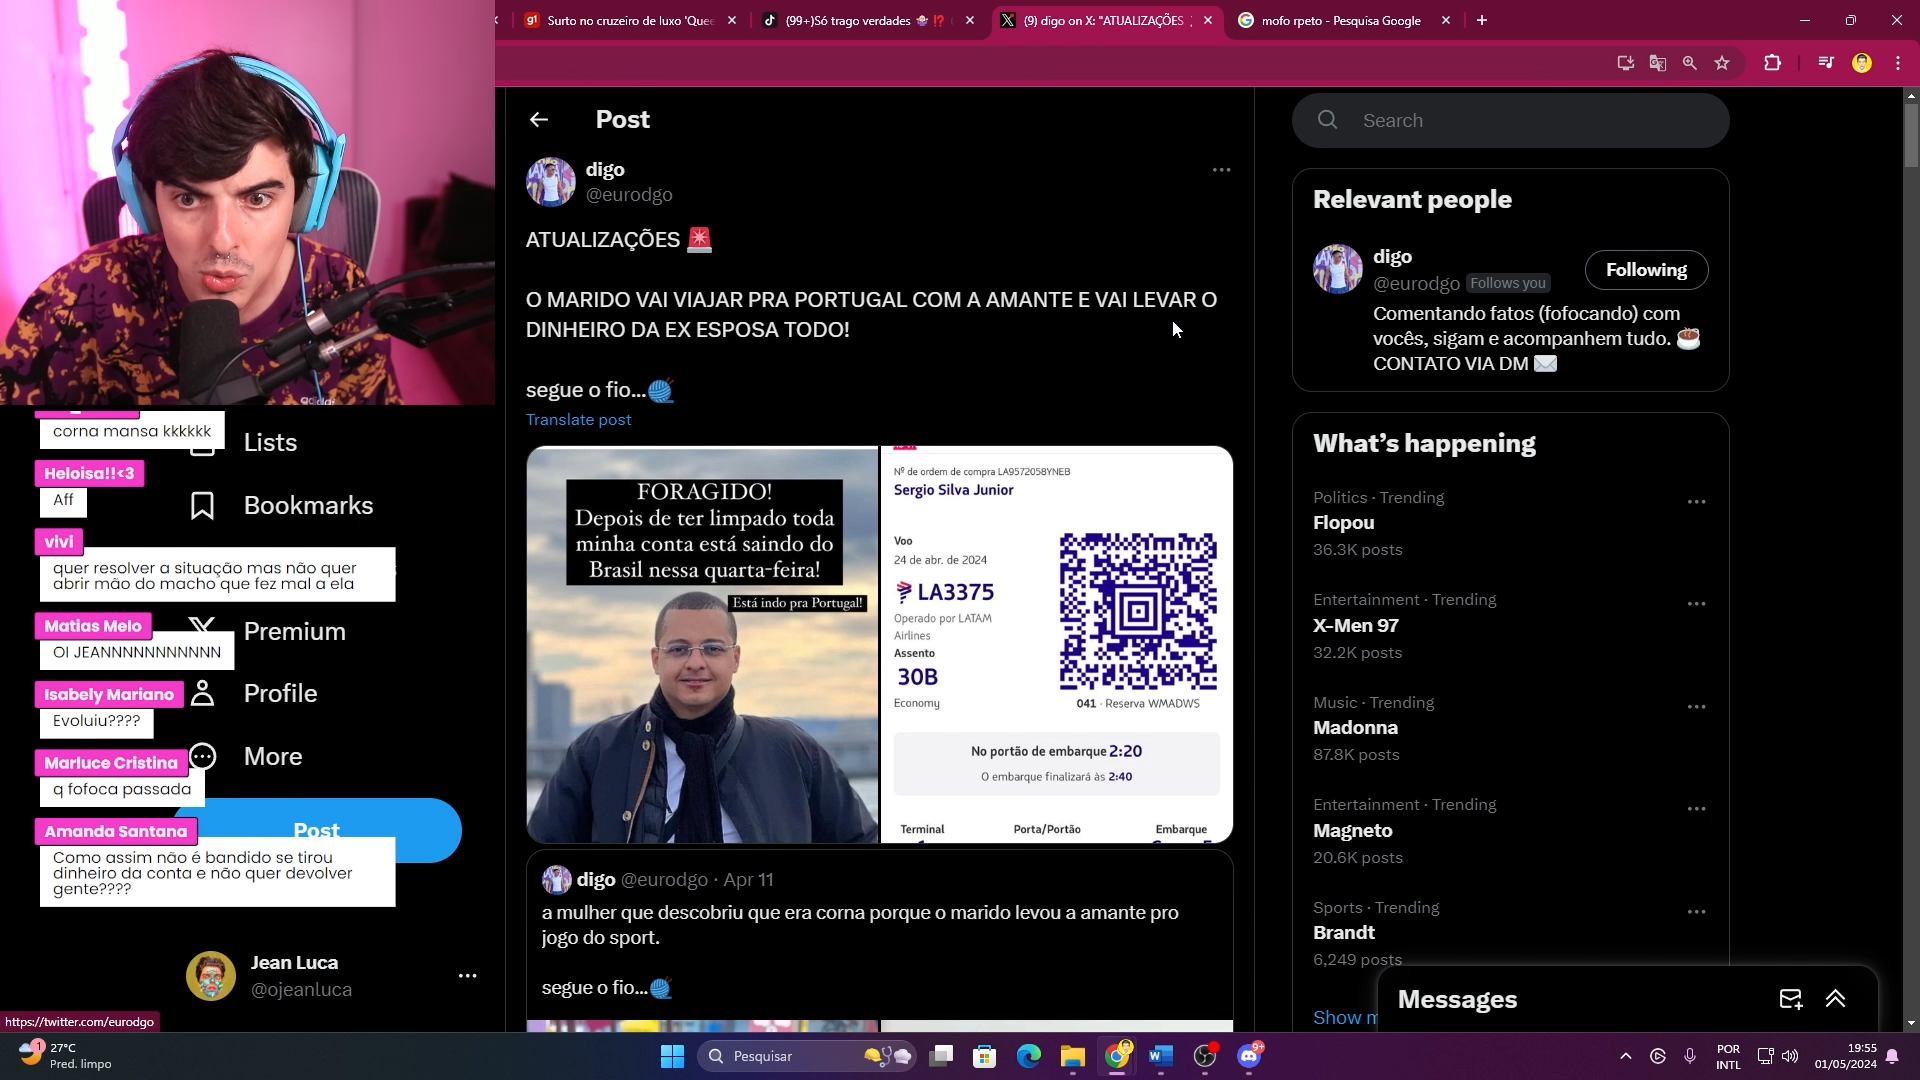 Surto no cruzeiro de luxo 'Quee
(99+)Só trago verdades
(9) digo on X: "ATUALIZAÇÕES
mofo rpeto - Pesquisa Google
Post
digo
@eurodgo
ATUALIZAÇÕES 🚨
O MARIDO VAI VIAJAR PRA PORTUGAL COM A AMANTE E VAI LEVAR O
DINHEIRO DA EX ESPOSA TODO!
segue o fio...🧶
Translate post
FORAGIDO!
Depois de ter limpado toda
minha conta está saindo do
Brasil nessa quarta-feira!
Está indo pra Portugal!
Nº de ordem de compra LA9572058YNEB
Sergio Silva Junior
Voo
24 de abr. de 2024
LA3375
Operado por LATAM
Airlines
Assento
30B
Economy
041 · Reserva WMADWS
No portão de embarque 2:20
O embarque finalizará às 2:40
Terminal
Porta/Portão
Embarque
digo @eurodgo · Apr 11
a mulher que descobriu que era corna porque o marido levou a amante pro
jogo do sport.
segue o fio...🧶
Search
Relevant people
digo
@eurodgo Follows you
Following
Comentando fatos (fofocando) com
vocês, sigam e acompanhem tudo. ☕
CONTATO VIA DM ✉️
What's happening
Politics · Trending
Flopou
36.3K posts
Entertainment · Trending
X-Men 97
32.2K posts
Music · Trending
Madonna
87.8K posts
Entertainment · Trending
Magneto
20.6K posts
Sports · Trending
Brandt
6,249 posts
Show m
Messages
corna mansa kkkkkk
Heloisa!!<3
Aff
vivi
quer resolver a situação mas não quer
abrir mão do macho que fez mal a ela
Matias Melo
OI JEANNNNNNNNNNN
Isabely Mariano
Evoluiu????
Marluce Cristina
q fofoca passada
Amanda Santana
Como assim não é bandido se tirou
dinheiro da conta e não quer devolver
gente????
Lists
Bookmarks
Premium
Profile
More
Post
Jean Luca
@ojeanluca
https://twitter.com/eurodgo
27°C
Pred. limpo
Pesquisar
POR
INTL
19:55
01/05/2024